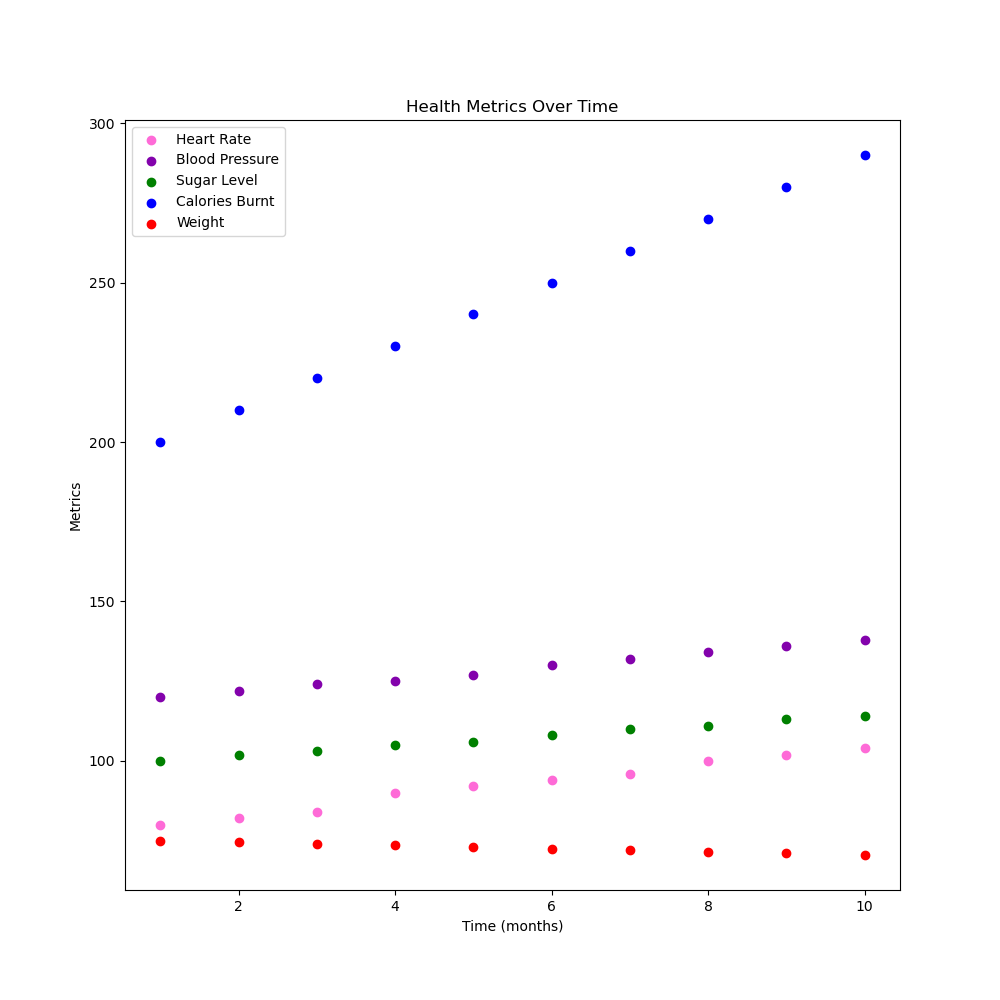 Health Metrics Over Time
Heart Rate
Blood Pressure
Sugar Level
Calories Burnt
Weight
300
250
200
150
100
Metrics
2 4 6 8 10
Time (months)